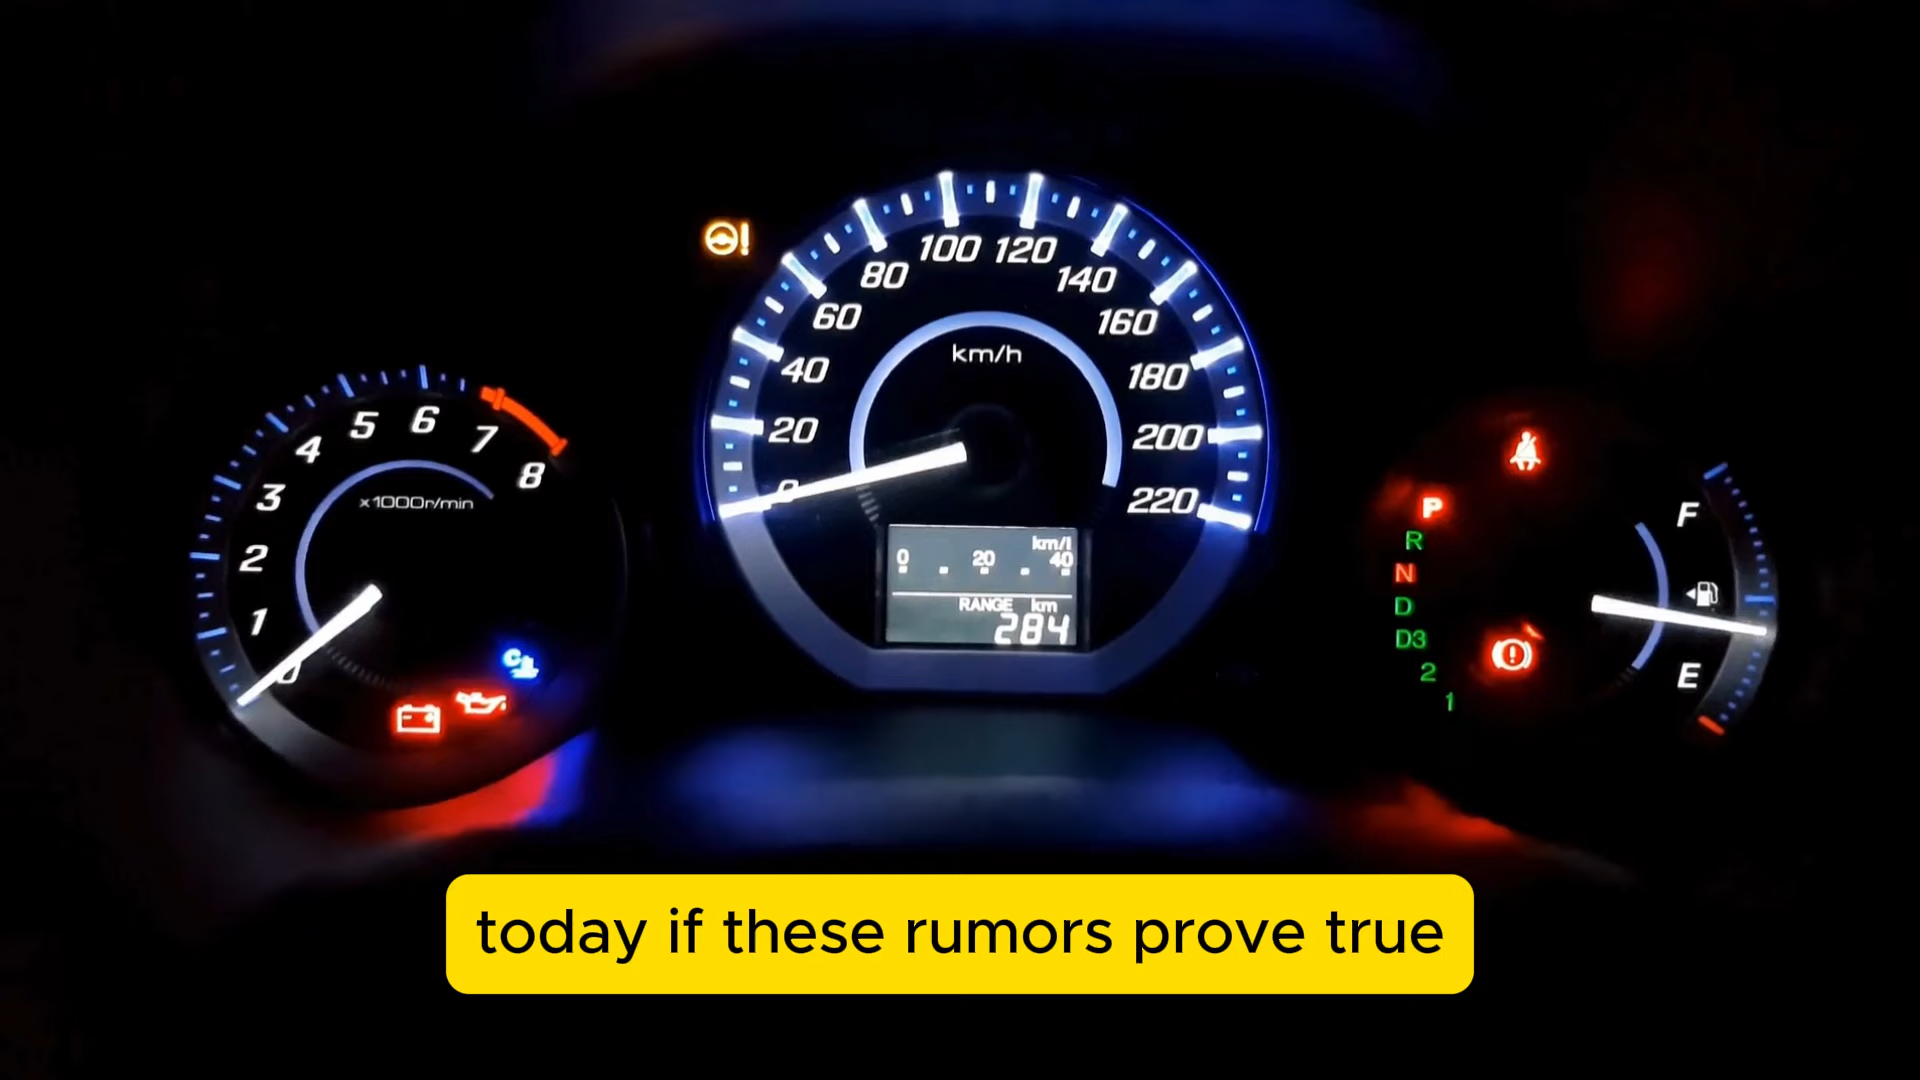 100 120
80 140
60 160
40 180
20 200
0 220
km/h
km/l
0 20 40
RANGE km
284
0 1 2 3 4 5 6 7 8
x1000r/min
C
P
R
N
D
D3
2
1
F
E
today if these rumors prove true